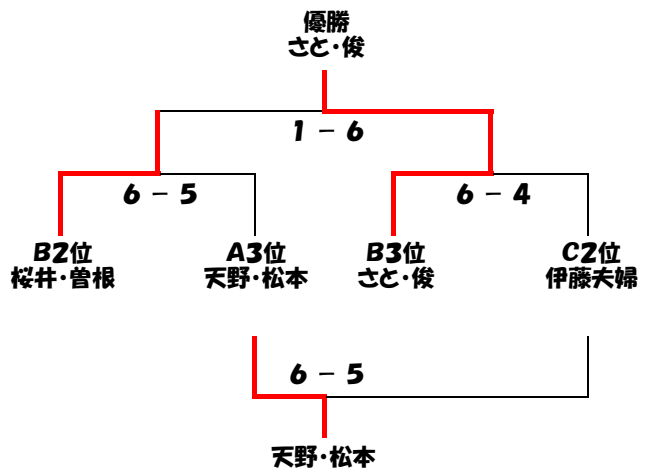 優勝
さと・俊
1 − 6
6 − 5
6 − 4
B2位
桜井・曽根
A3位
天野・松本
B3位
さと・俊
C2位
伊藤夫婦
6 − 5
天野・松本